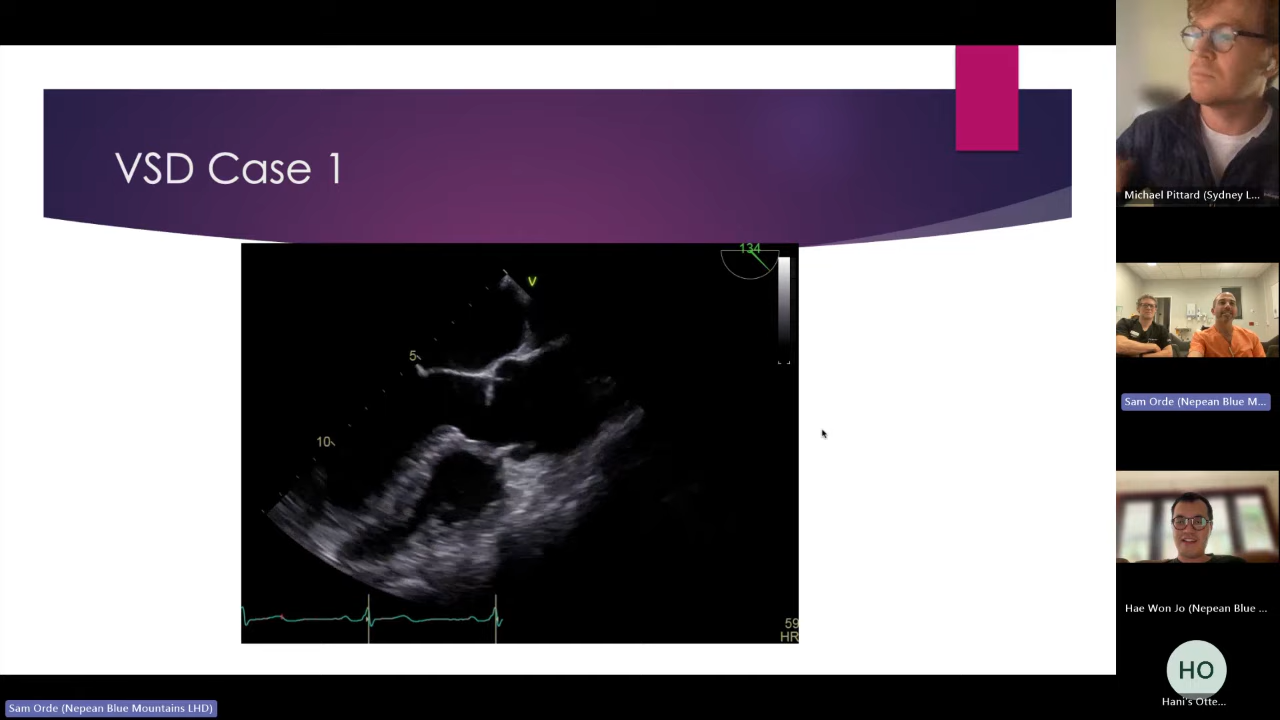 VSD Case 1
134
V
5
10
59
HR
Michael Pittard (Sydney L...
Sam Orde (Nepean Blue M...
Hae Won Jo (Nepean Blue ...
HO
Hani's Otte...
Sam Orde (Nepean Blue Mountains LHD)